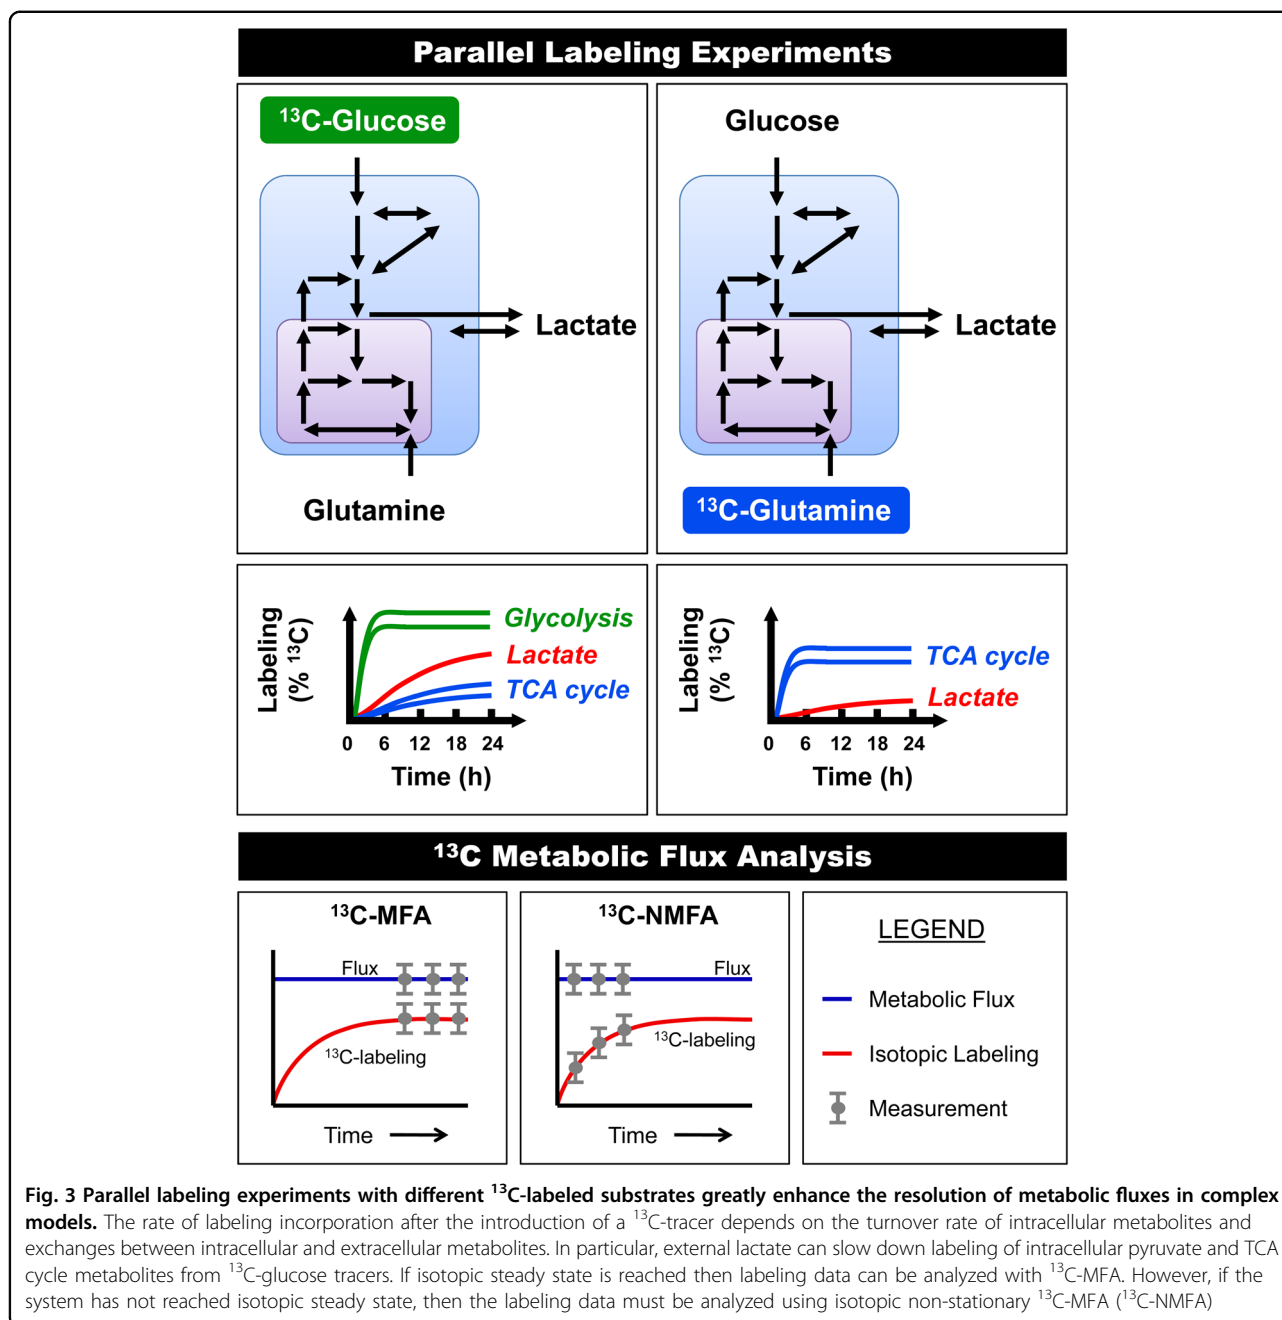 Parallel Labeling Experiments
¹³C-Glucose
Lactate
Glutamine
Glucose
Lactate
¹³C-Glutamine
Labeling
(% ¹³C)
Glycolysis
Lactate
TCA cycle
0 6 12 18 24
Time (h)
Labeling
(% ¹³C)
TCA cycle
Lactate
0 6 12 18 24
Time (h)
¹³C Metabolic Flux Analysis
¹³C-MFA
Flux
¹³C-labeling
Time
¹³C-NMFA
Flux
¹³C-labeling
Time
LEGEND
Metabolic Flux
Isotopic Labeling
Measurement
Fig. 3 Parallel labeling experiments with different ¹³C-labeled substrates greatly enhance the resolution of metabolic fluxes in complex
models. The rate of labeling incorporation after the introduction of a ¹³C-tracer depends on the turnover rate of intracellular metabolites and
exchanges between intracellular and extracellular metabolites. In particular, external lactate can slow down labeling of intracellular pyruvate and TCA
cycle metabolites from ¹³C-glucose tracers. If isotopic steady state is reached then labeling data can be analyzed with ¹³C-MFA. However, if the
system has not reached isotopic steady state, then the labeling data must be analyzed using isotopic non-stationary ¹³C-MFA (¹³C-NMFA)